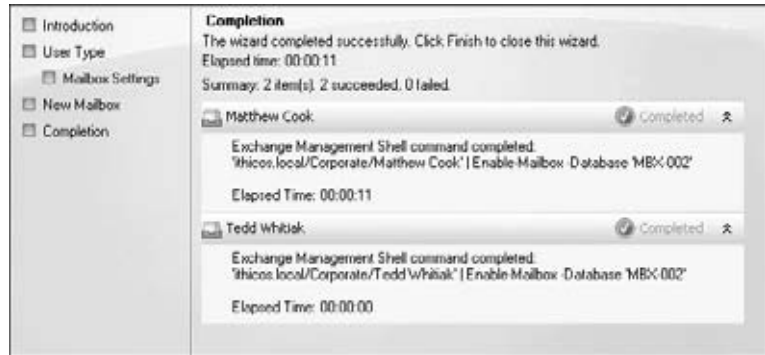 Introduction
User Type
Mailbox Settings
New Mailbox
Completion
Completion
The wizard completed successfully. Click Finish to close this wizard.
Elapsed time: 00:00:11
Summary: 2 item(s). 2 succeeded, 0 failed.
Matthew Cook
Completed
Exchange Management Shell command completed:
'ithicos.local/Corporate/Matthew Cook' | Enable-Mailbox -Database 'MBX-002'
Elapsed Time: 00:00:11
Tedd Whitiak
Completed
Exchange Management Shell command completed:
'ithicos.local/Corporate/Tedd Whitiak' | Enable-Mailbox -Database 'MBX-002'
Elapsed Time: 00:00:00